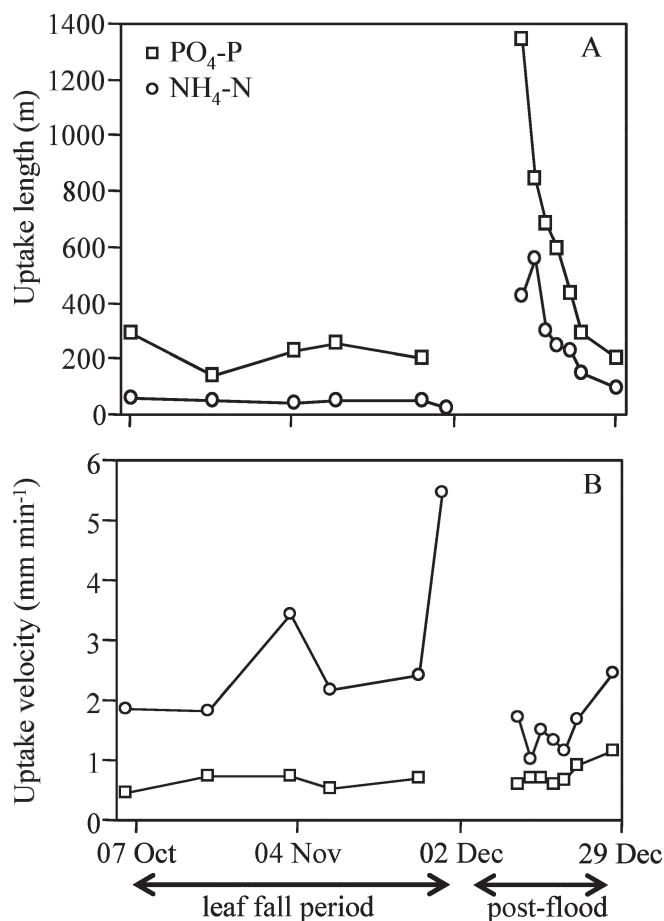 A
PO₄-P
NH₄-N
Uptake length (m)
1400
1200
1000
800
600
400
200
0
B
Uptake velocity (mm min⁻¹)
6
5
4
3
2
1
0
07 Oct 04 Nov 02 Dec 29 Dec
leaf fall period post-flood